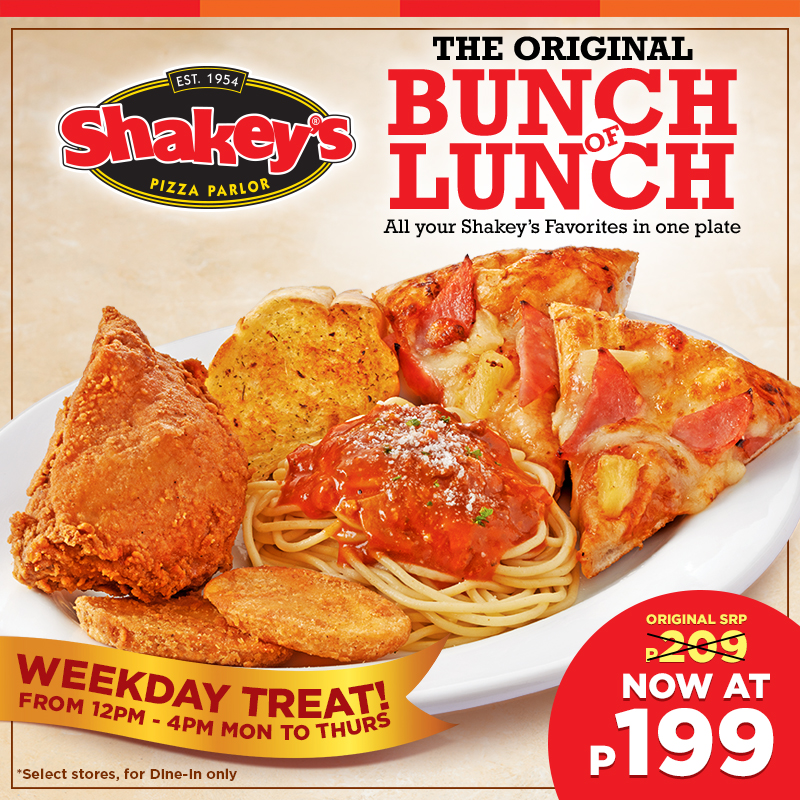 EST. 1954
Shakey's®
PIZZA PARLOR
THE ORIGINAL
BUNCH
OF
LUNCH
All your Shakey's Favorites in one plate
WEEKDAY TREAT!
FROM 12PM - 4PM MON TO THURS
*Select stores, for Dine-in only
ORIGINAL SRP
P209
NOW AT
P199